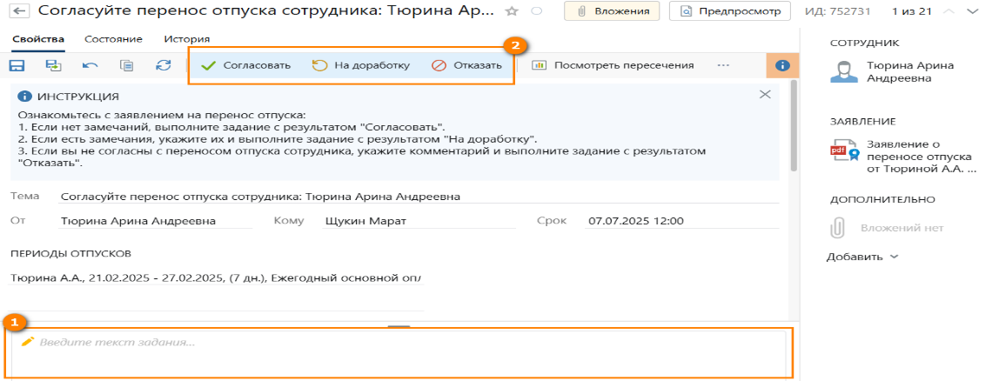 Согласуйте перенос отпуска сотрудника: Тюрина Ар...
Вложения
Предпросмотр
ИД: 752731
1 из 21
Свойства
Состояние
История
2
Согласовать
На доработку
Отказать
Посмотреть пересечения
...
ИНСТРУКЦИЯ
Ознакомьтесь с заявлением на перенос отпуска:
1. Если нет замечаний, выполните задание с результатом "Согласовать".
2. Если есть замечания, укажите их и выполните задание с результатом "На доработку".
3. Если вы не согласны с переносом отпуска сотрудника, укажите комментарий и выполните задание с результатом
"Отказать".
Тема Согласуйте перенос отпуска сотрудника: Тюрина Арина Андреевна
От Тюрина Арина Андреевна Кому Щукин Марат Срок 07.07.2025 12:00
ПЕРИОДЫ ОТПУСКОВ
Тюрина А.А., 21.02.2025 - 27.02.2025, (7 дн.), Ежегодный основной опл
1
Введите текст задания...
СОТРУДНИК
Тюрина Арина
Андреевна
ЗАЯВЛЕНИЕ
pdf
Заявление о
переносе отпуска
от Тюриной А.А. ...
ДОПОЛНИТЕЛЬНО
Вложений нет
Добавить